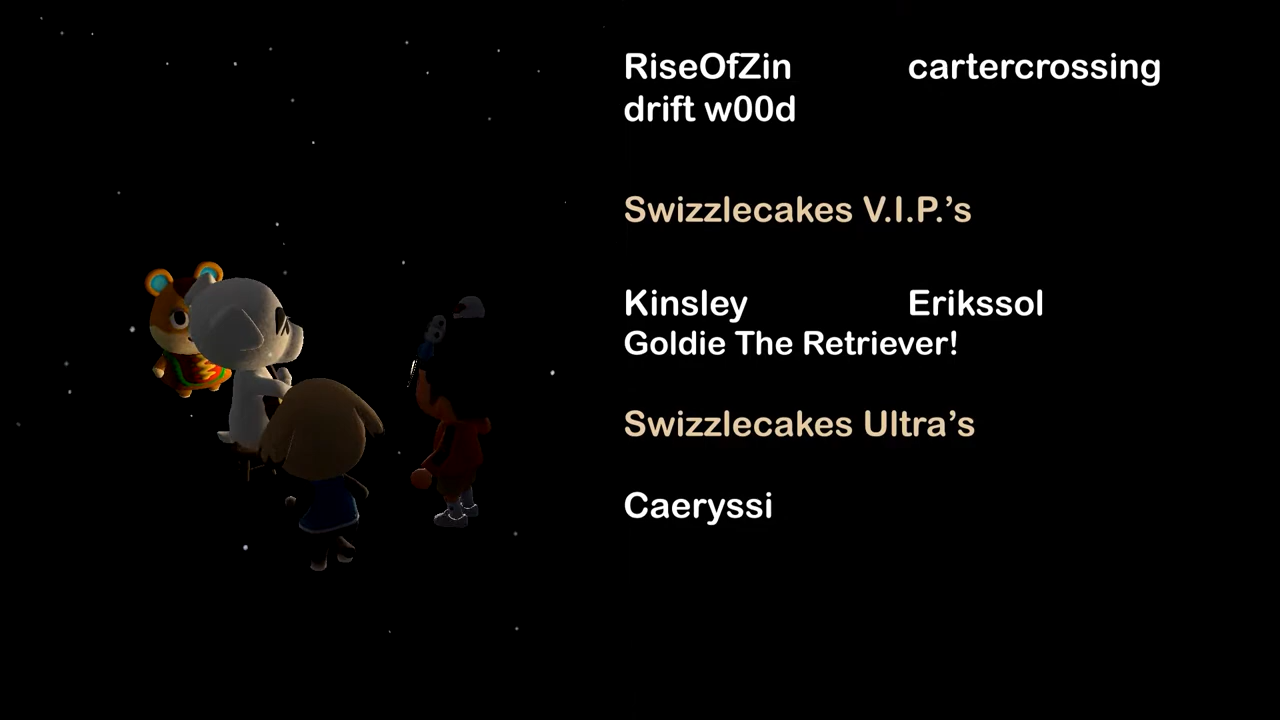 RiseOfZin cartercrossing
drift w00d
Swizzlecakes V.I.P.’s
Kinsley Erikssol
Goldie The Retriever!
Swizzlecakes Ultra’s
Caeryssi